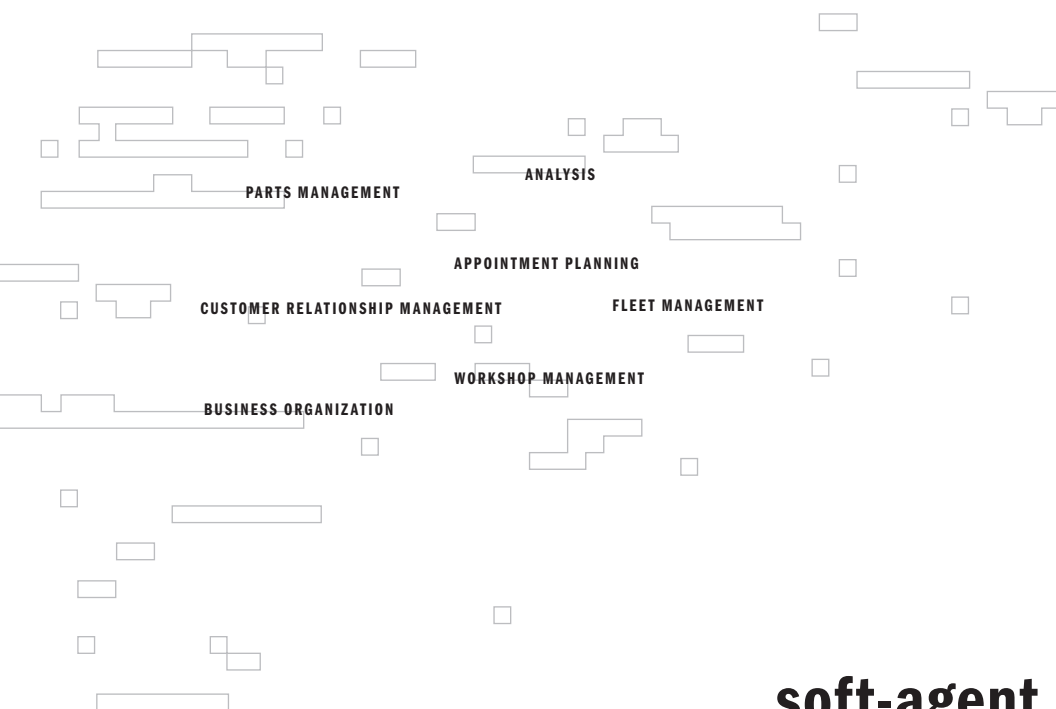 ANALYSIS
PARTS MANAGEMENT
APPOINTMENT PLANNING
FLEET MANAGEMENT
CUSTOMER RELATIONSHIP MANAGEMENT
WORKSHOP MANAGEMENT
BUSINESS ORGANIZATION
soft-agent